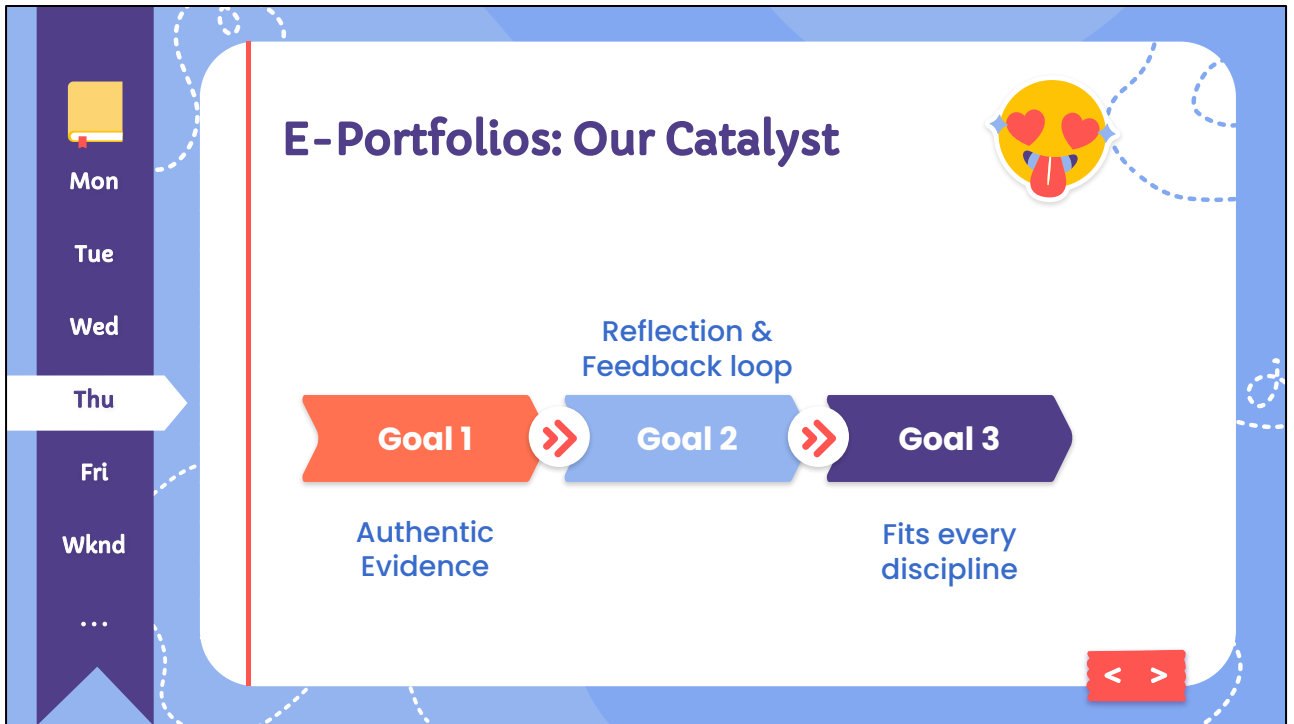 Mon
Tue
Wed
Thu
Fri
Wknd
...
E-Portfolios: Our Catalyst
Reflection &
Feedback loop
Goal 1
Goal 2
Goal 3
Authentic
Evidence
Fits every
discipline
< >